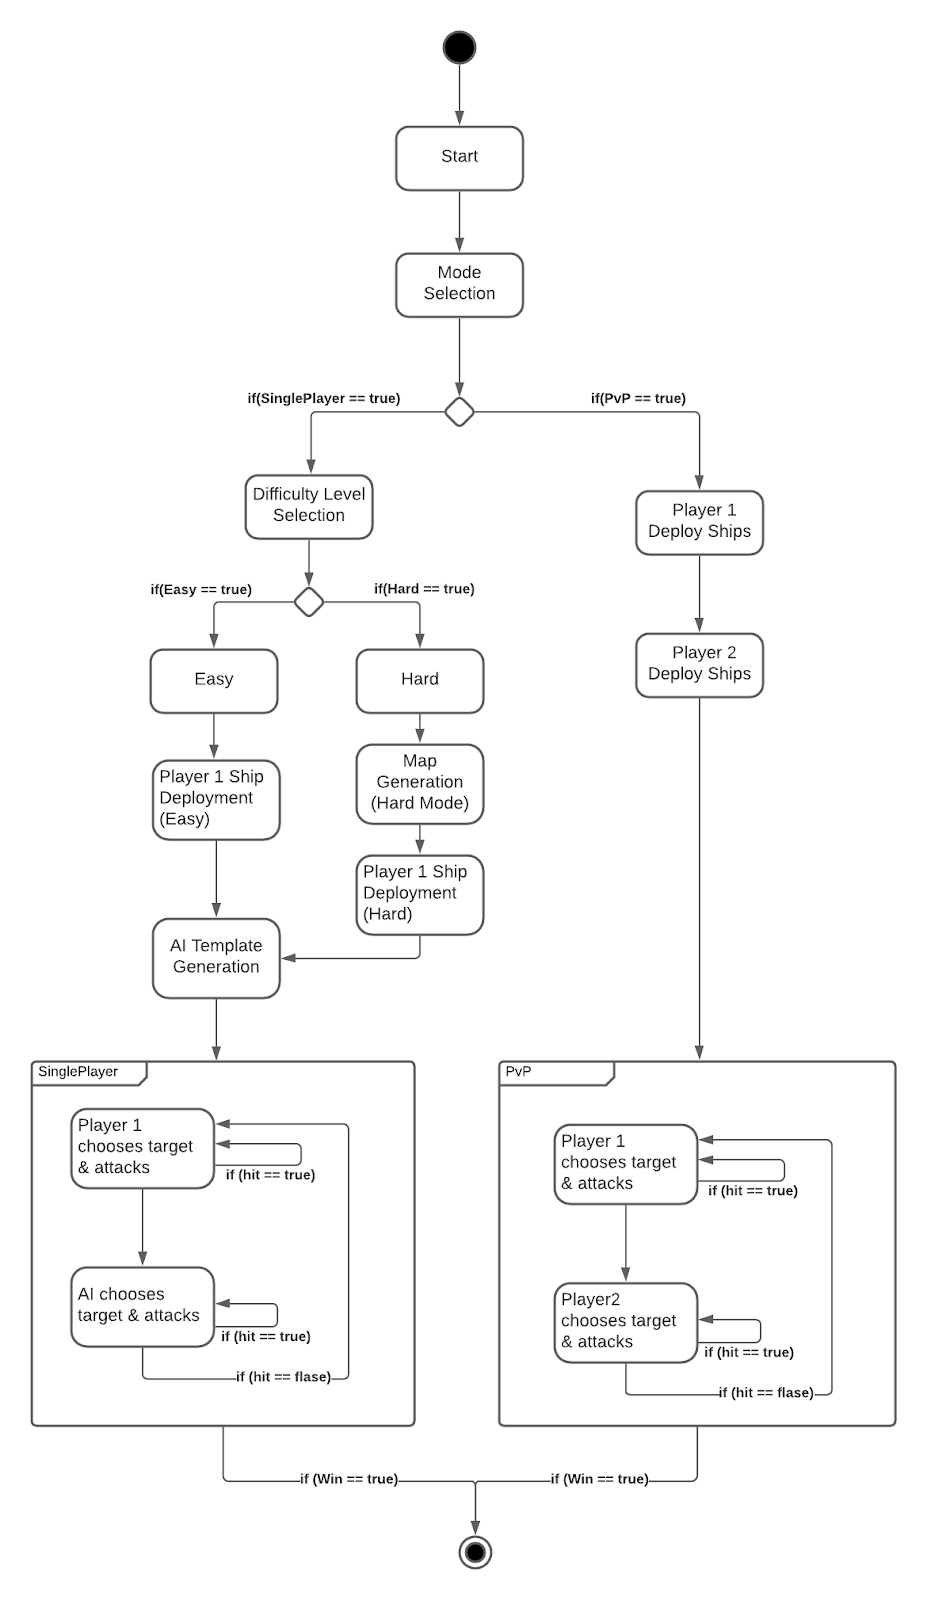 Start
Mode
Selection
if(SinglePlayer == true)
if(PvP == true)
Difficulty Level
Selection
Player 1
Deploy Ships
if(Easy == true)
if(Hard == true)
Easy
Hard
Player 2
Deploy Ships
Player 1 Ship
Deployment
(Easy)
Map
Generation
(Hard Mode)
Player 1 Ship
Deployment
(Hard)
AI Template
Generation
SinglePlayer
Player 1
chooses target
& attacks
if (hit == true)
AI chooses
target & attacks
if (hit == true)
if (hit == flase)
PvP
Player 1
chooses target
& attacks
if (hit == true)
Player2
chooses target
& attacks
if (hit == true)
if (hit == flase)
if (Win == true)
if (Win == true)